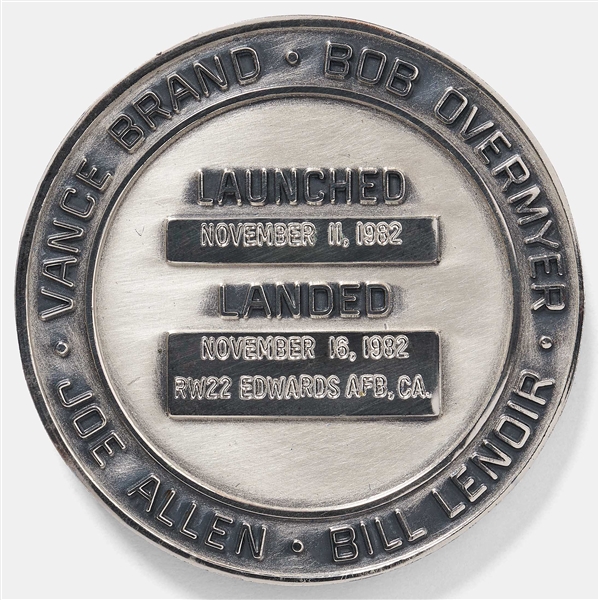 VANCE BRAND · BOB OVERMYER · BILL LENOIR · JOE ALLEN ·
LAUNCHED
NOVEMBER 11, 1982
LANDED
NOVEMBER 16, 1982
RW22 EDWARDS AFB, CA.